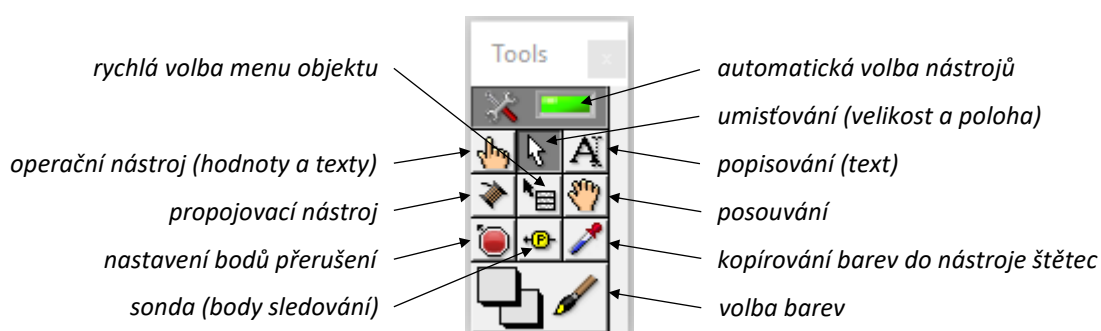 Tools
x
rychlá volba menu objektu
automatická volba nástrojů
umisťování (velikost a poloha)
operační nástroj (hodnoty a texty)
popisování (text)
propojovací nástroj
posouvání
nastavení bodů přerušení
kopírování barev do nástroje štětec
sonda (body sledování)
volba barev
A
P